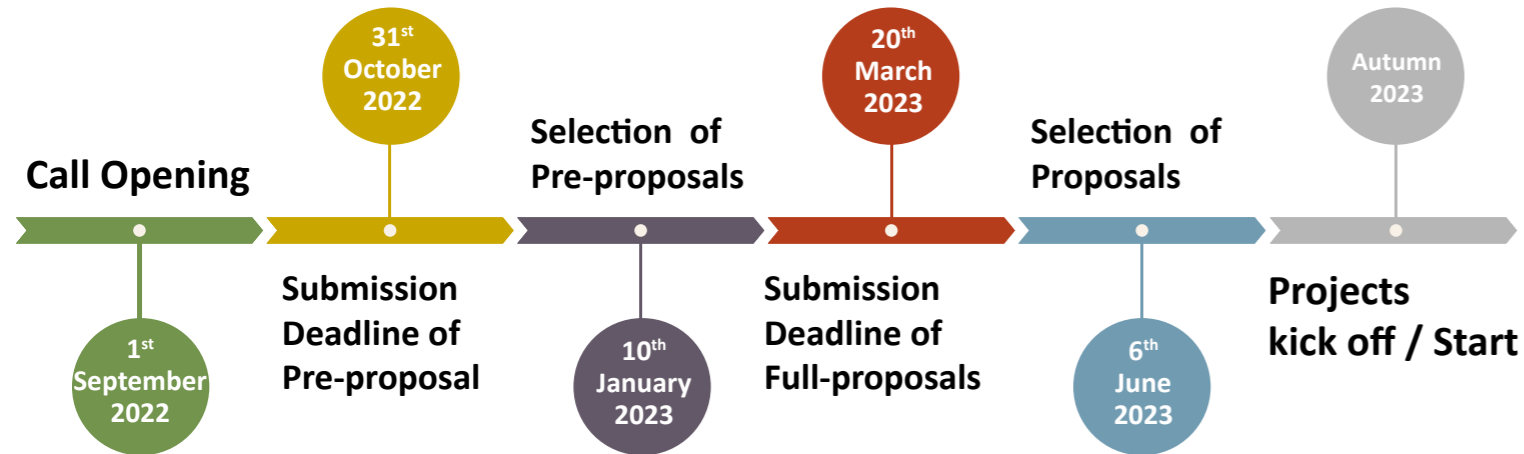 Call Opening
1st
September
2022
31st
October
2022
Submission
Deadline of
Pre-proposal
Selection of
Pre-proposals
10th
January
2023
20th
March
2023
Submission
Deadline of
Full-proposals
Selection of
Proposals
6th
June
2023
Autumn
2023
Projects
kick off / Start